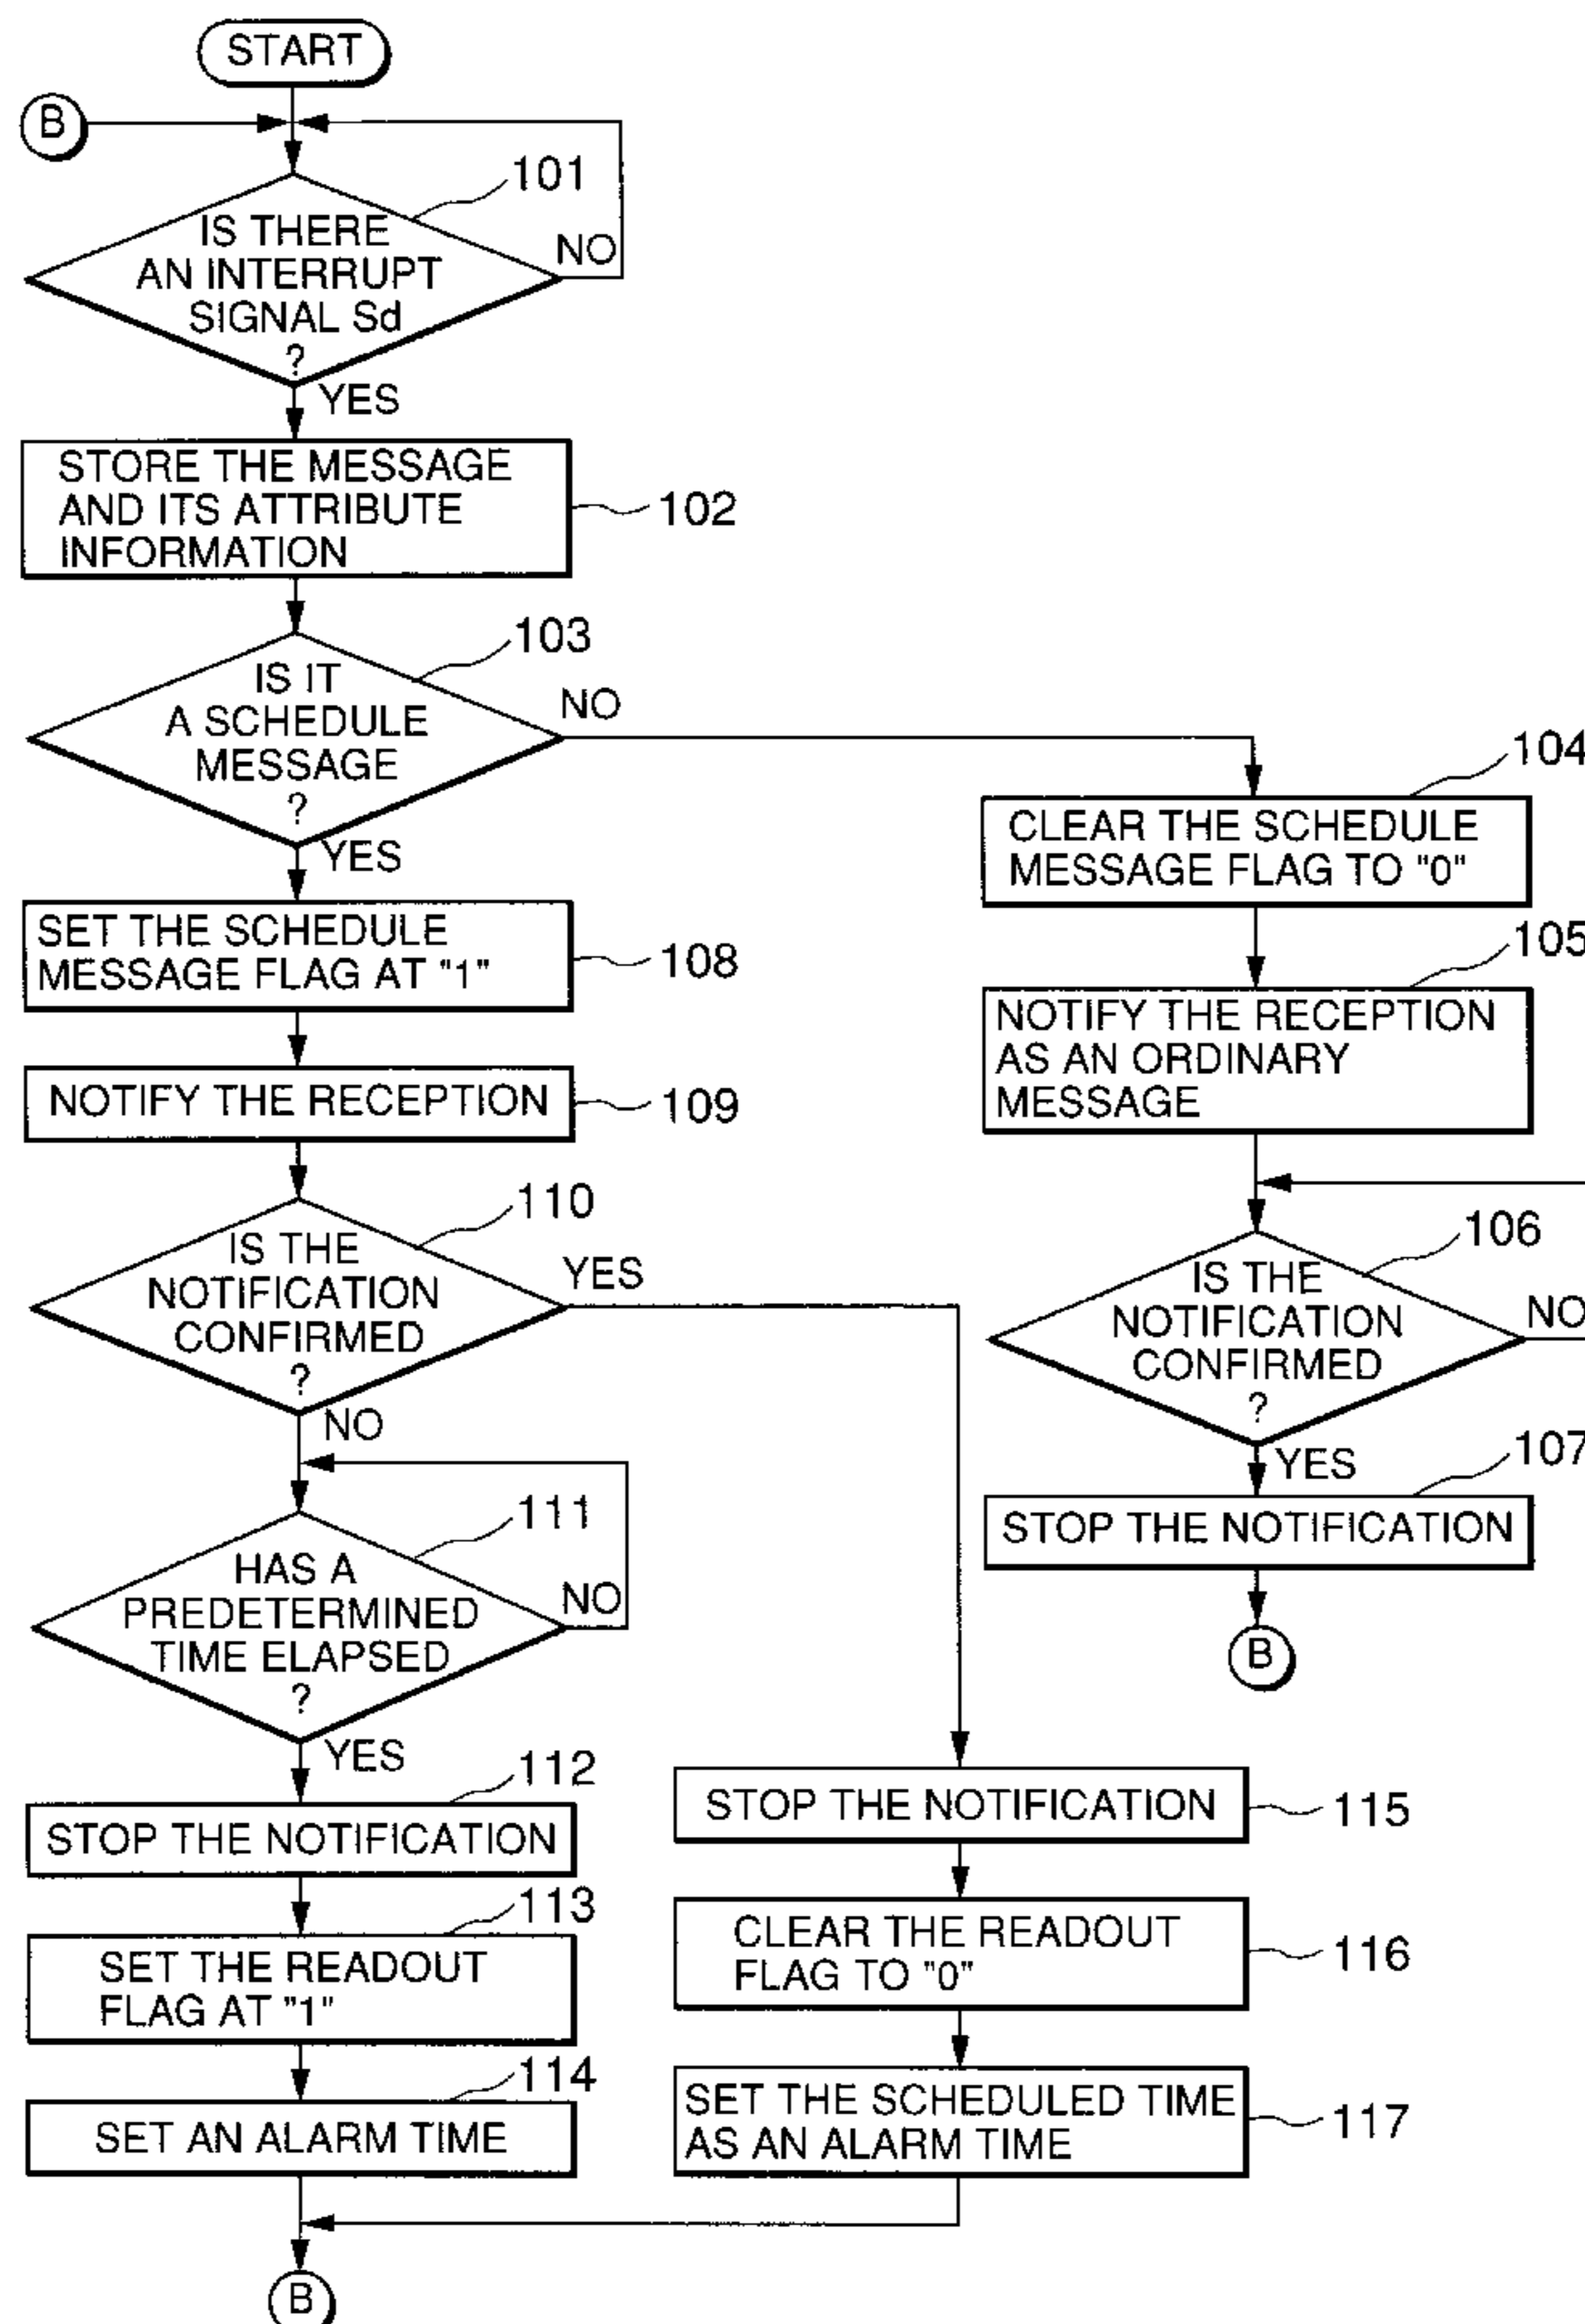 START
B
101
IS THERE
AN INTERRUPT
SIGNAL Sd
?
NO
YES
STORE THE MESSAGE
AND ITS ATTRIBUTE
INFORMATION
102
103
IS IT
A SCHEDULE
MESSAGE
?
NO
YES
104
CLEAR THE SCHEDULE
MESSAGE FLAG TO "0"
SET THE SCHEDULE
MESSAGE FLAG AT "1"
108
105
NOTIFY THE RECEPTION
AS AN ORDINARY
MESSAGE
NOTIFY THE RECEPTION
109
110
IS THE
NOTIFICATION
CONFIRMED
?
YES
NO
106
IS THE
NOTIFICATION
CONFIRMED
?
NO
YES
107
STOP THE NOTIFICATION
B
111
HAS A
PREDETERMINED
TIME ELAPSED
?
NO
YES
112
STOP THE NOTIFICATION
STOP THE NOTIFICATION
115
113
SET THE READOUT
FLAG AT "1"
CLEAR THE READOUT
FLAG TO "0"
116
114
SET AN ALARM TIME
SET THE SCHEDULED TIME
AS AN ALARM TIME
117
B